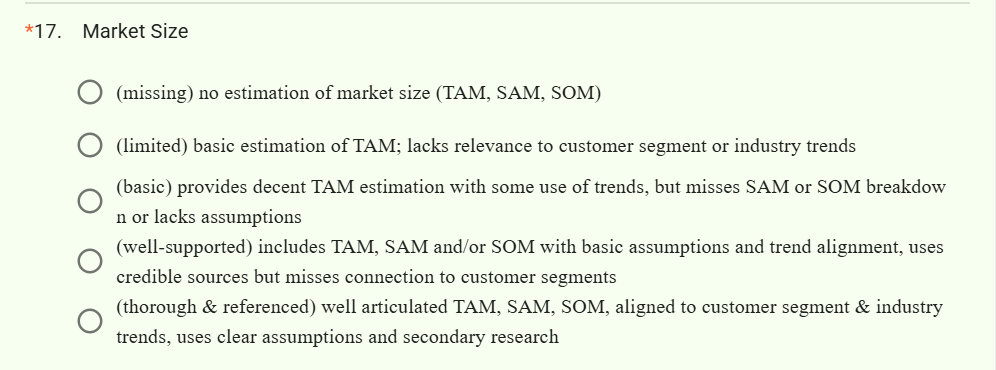 *17. Market Size
(missing) no estimation of market size (TAM, SAM, SOM)
(limited) basic estimation of TAM; lacks relevance to customer segment or industry trends
(basic) provides decent TAM estimation with some use of trends, but misses SAM or SOM breakdow
n or lacks assumptions
(well-supported) includes TAM, SAM and/or SOM with basic assumptions and trend alignment, uses
credible sources but misses connection to customer segments
(thorough & referenced) well articulated TAM, SAM, SOM, aligned to customer segment & industry
trends, uses clear assumptions and secondary research